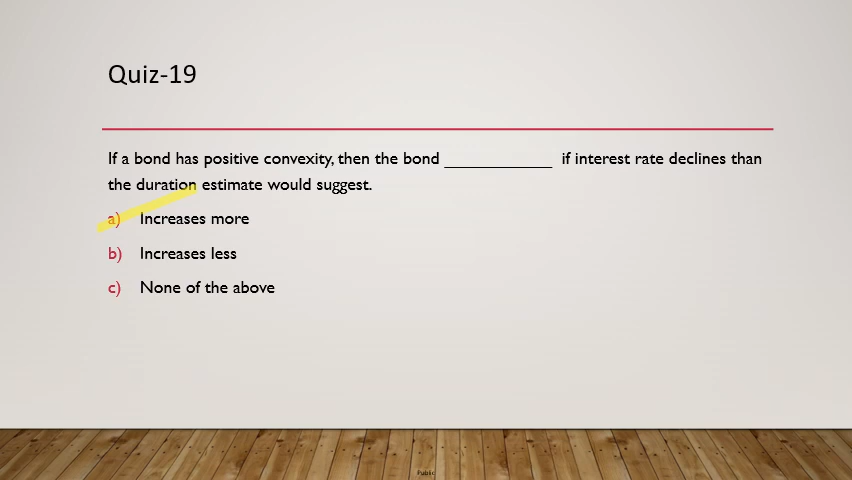 Quiz-19
If a bond has positive convexity, then the bond ____________ if interest rate declines than
the duration estimate would suggest.
a) Increases more
b) Increases less
c) None of the above
Public